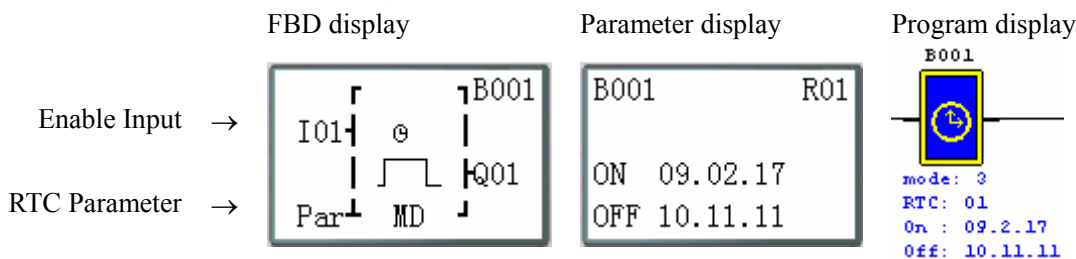 FBD display
Parameter display
Program display
Enable Input →
RTC Parameter →
B001
I01
Q01
Par MD
B001 R01
ON 09.02.17
OFF 10.11.11
B001
mode: 3
RTC: 01
On : 09.2.17
Off: 10.11.11